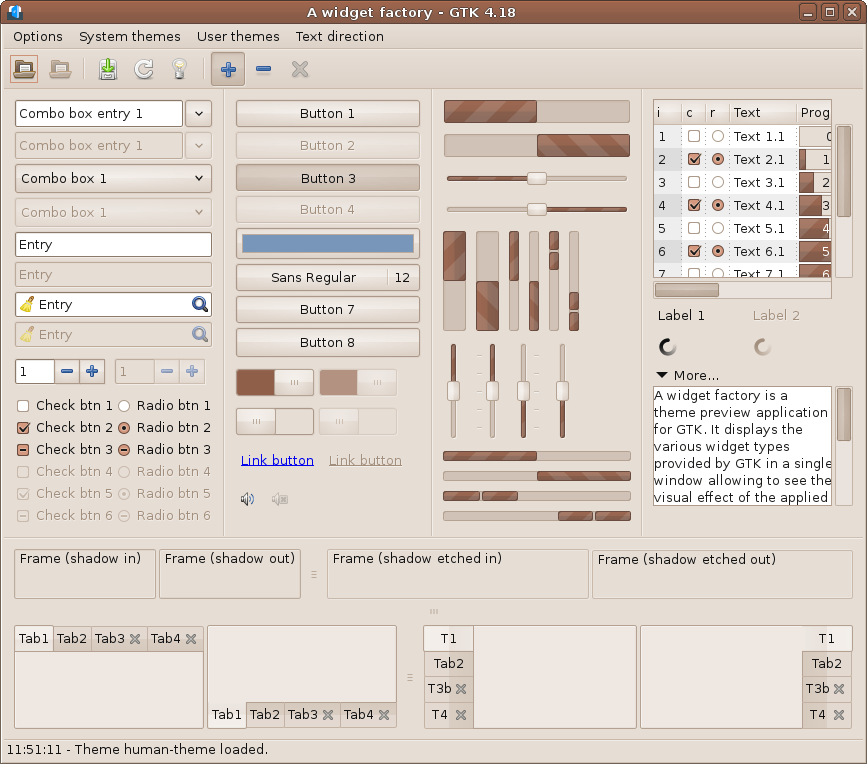 A widget factory - GTK 4.18
Options System themes User themes Text direction
Combo box entry 1
Combo box entry 1
Combo box 1
Combo box 1
Entry
Entry
Entry
Entry
1 1
Check btn 1 Radio btn 1
Check btn 2 Radio btn 2
Check btn 3 Radio btn 3
Check btn 4 Radio btn 4
Check btn 5 Radio btn 5
Check btn 6 Radio btn 6
Button 1
Button 2
Button 3
Button 4
Sans Regular 12
Button 7
Button 8
Link button Link button
i c r Text Prog
1 Text 1.1 0
2 Text 2.1 1
3 Text 3.1 2
4 Text 4.1 3
5 Text 5.1 4
6 Text 6.1 5
7 Text 7.1 6
Label 1 Label 2
More...
A widget factory is a
theme preview application
for GTK. It displays the
various widget types
provided by GTK in a single
window allowing to see the
visual effect of the applied
Frame (shadow in) Frame (shadow out) Frame (shadow etched in) Frame (shadow etched out)
Tab1 Tab2 Tab3 Tab4
Tab1 Tab2 Tab3 Tab4
T1
Tab2
T3b
T4
T1
Tab2
T3b
T4
11:51:11 - Theme human-theme loaded.